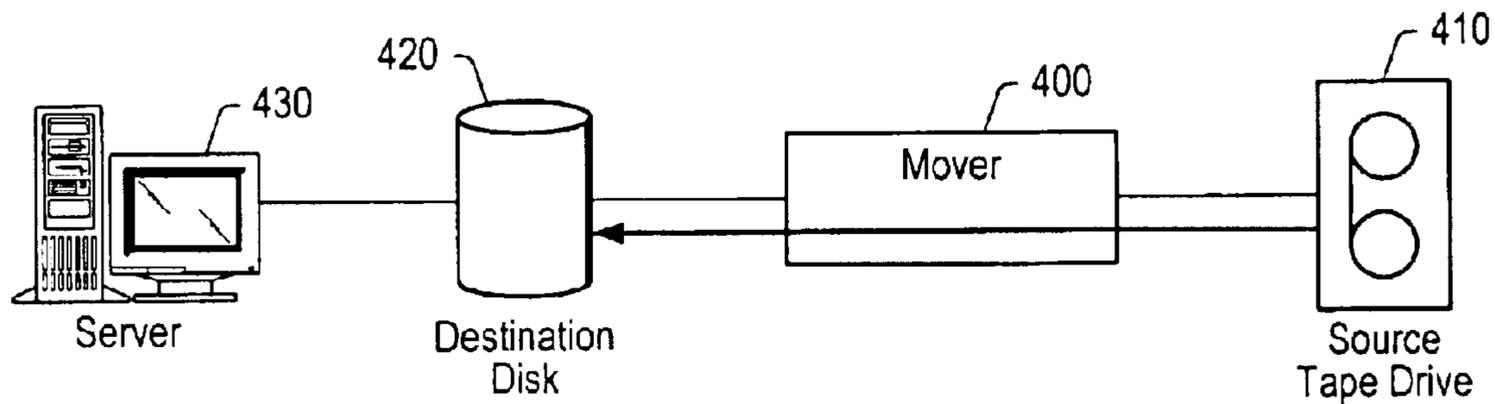 410
420
400
430
Mover
Server
Destination
Disk
Source
Tape Drive